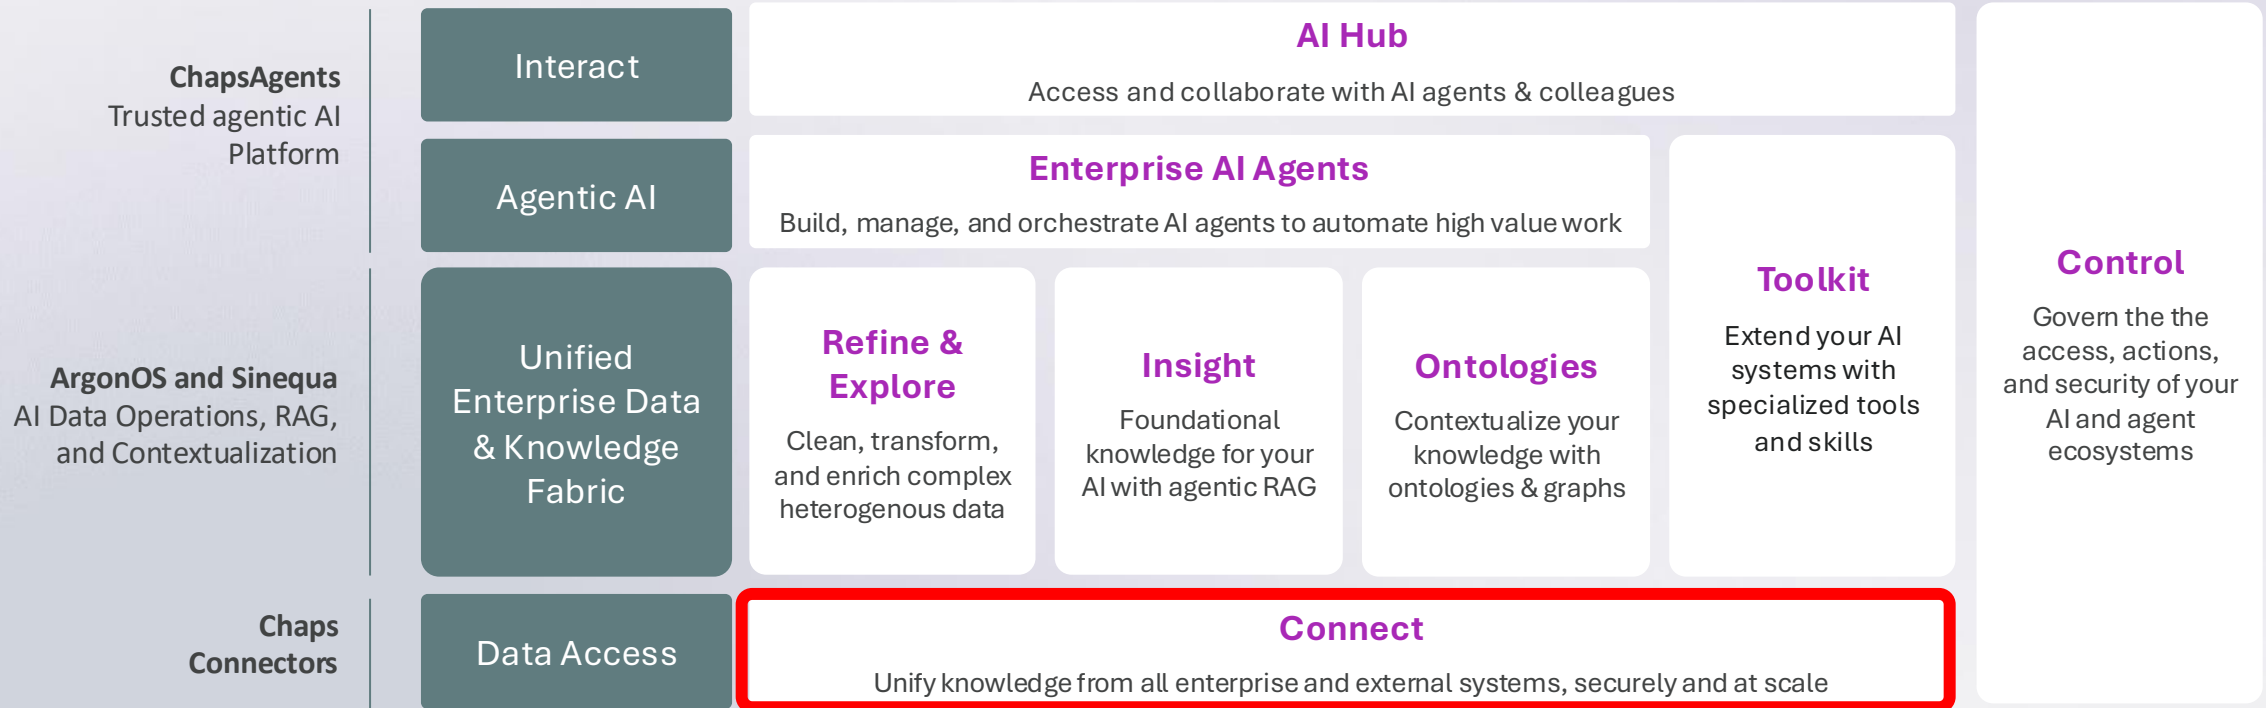 ChapsAgents
Trusted agentic AI
Platform
Interact
AI Hub
Access and collaborate with AI agents & colleagues
Agentic AI
Enterprise AI Agents
Build, manage, and orchestrate AI agents to automate high value work
ArgonOS and Sinequa
AI Data Operations, RAG,
and Contextualization
Unified
Enterprise Data
& Knowledge
Fabric
Refine &
Explore
Clean, transform,
and enrich complex
heterogenous data
Insight
Foundational
knowledge for your
AI with agentic RAG
Ontologies
Contextualize your
knowledge with
ontologies & graphs
Toolkit
Extend your AI
systems with
specialized tools
and skills
Control
Govern the the
access, actions,
and security of your
AI and agent
ecosystems
Chaps
Connectors
Data Access
Connect
Unify knowledge from all enterprise and external systems, securely and at scale